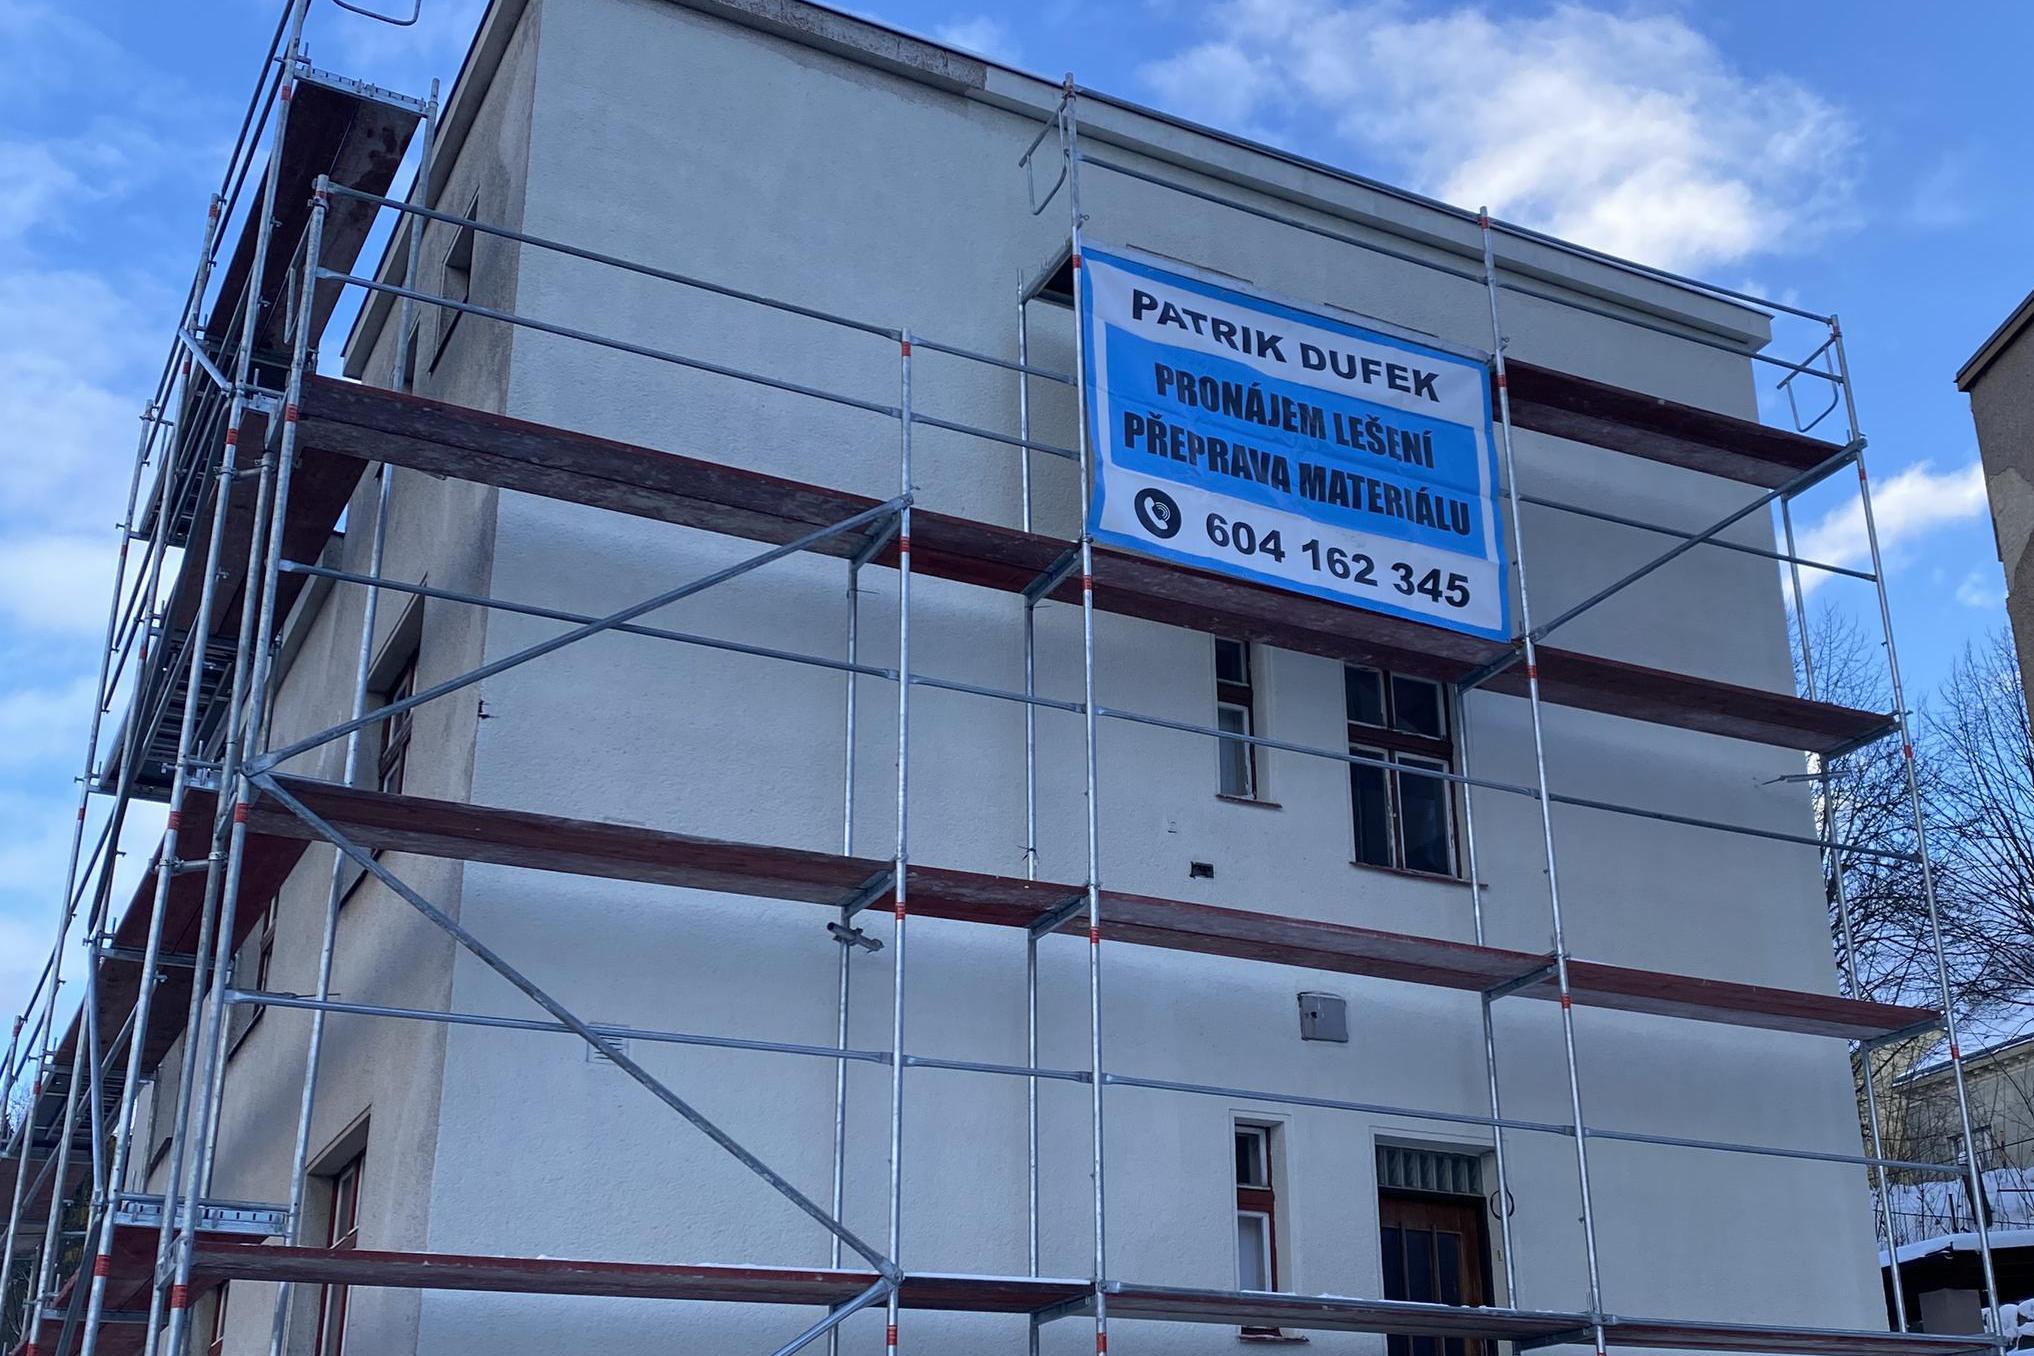 PATRIK DUFEK
PRONÁJEM LEŠENÍ
PŘEPRAVA MATERIÁLU
604 162 345